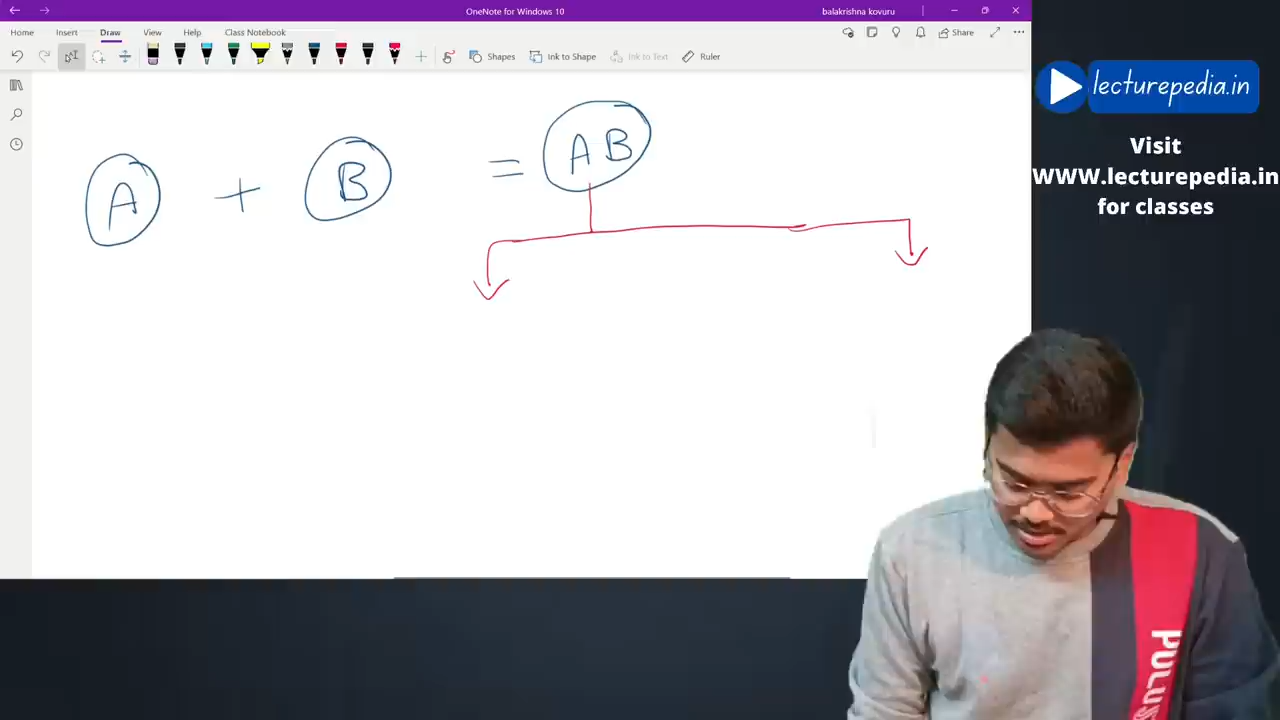 OneNote for Windows 10
balakrishna kovuru
Home Insert Draw View Help Class Notebook
Share
Shapes Ink to Shape Ink to Text Ruler
A + B = AB
lecturepedia.in
Visit
WWW.lecturepedia.in
for classes
PULUS